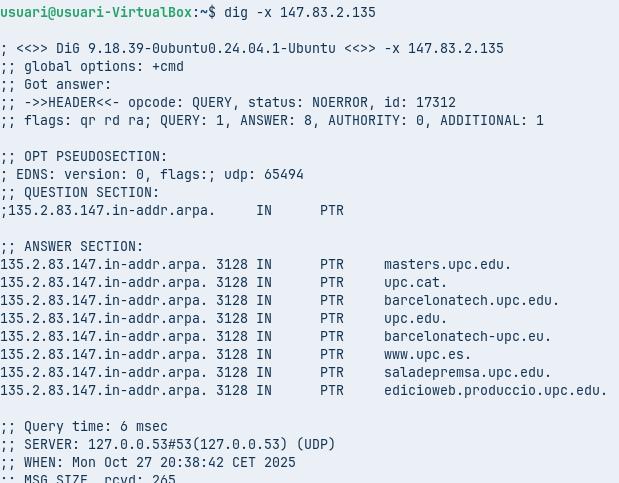 usuari@usuari-VirtualBox:~$ dig -x 147.83.2.135
; <<>> DiG 9.18.39-0ubuntu0.24.04.1-Ubuntu <<>> -x 147.83.2.135
;; global options: +cmd
;; Got answer:
;; ->>HEADER<<- opcode: QUERY, status: NOERROR, id: 17312
;; flags: qr rd ra; QUERY: 1, ANSWER: 8, AUTHORITY: 0, ADDITIONAL: 1
;; OPT PSEUDOSECTION:
; EDNS: version: 0, flags:; udp: 65494
;; QUESTION SECTION:
;135.2.83.147.in-addr.arpa. IN PTR
;; ANSWER SECTION:
135.2.83.147.in-addr.arpa. 3128 IN PTR masters.upc.edu.
135.2.83.147.in-addr.arpa. 3128 IN PTR upc.cat.
135.2.83.147.in-addr.arpa. 3128 IN PTR barcelonatech.upc.edu.
135.2.83.147.in-addr.arpa. 3128 IN PTR upc.edu.
135.2.83.147.in-addr.arpa. 3128 IN PTR barcelonatech-upc.eu.
135.2.83.147.in-addr.arpa. 3128 IN PTR www.upc.es.
135.2.83.147.in-addr.arpa. 3128 IN PTR saladepremsa.upc.edu.
135.2.83.147.in-addr.arpa. 3128 IN PTR edicioweb.produccio.upc.edu.
;; Query time: 6 msec
;; SERVER: 127.0.0.53#53(127.0.0.53) (UDP)
;; WHEN: Mon Oct 27 20:38:42 CET 2025
;; MSG SIZE rcvd: 265